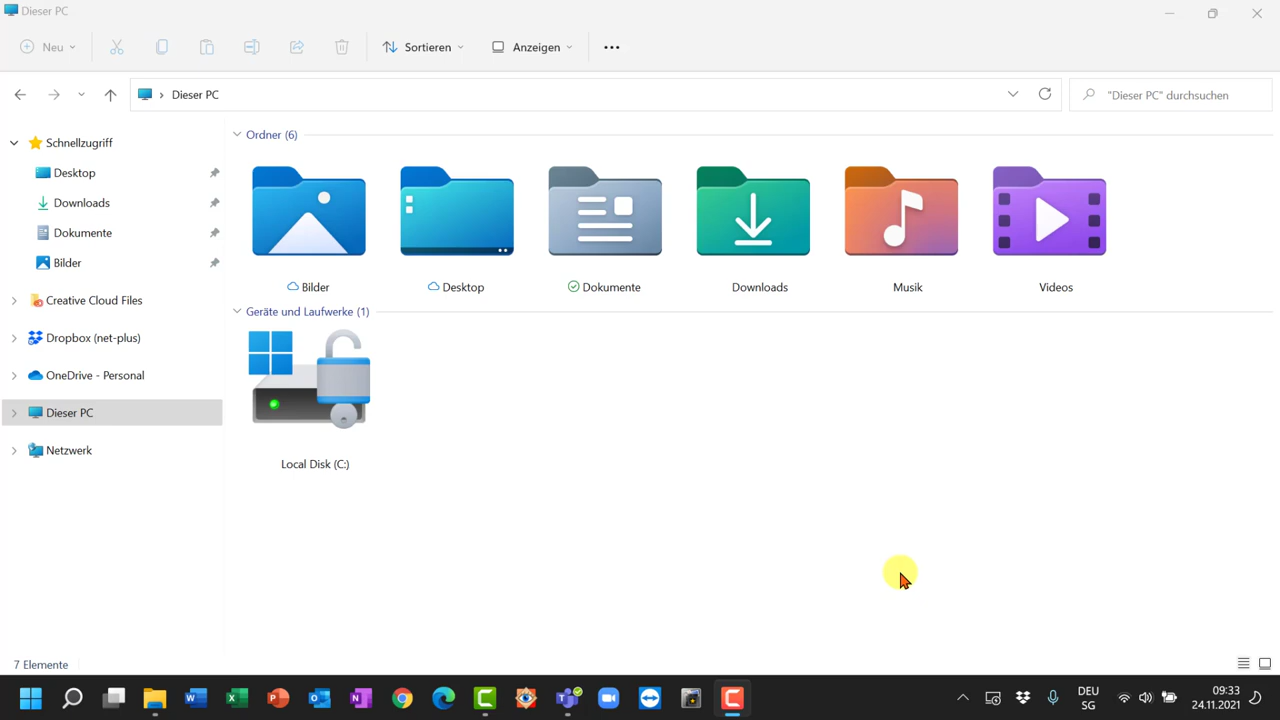 Dieser PC
Neu
Sortieren
Anzeigen
Dieser PC
"Dieser PC" durchsuchen
Schnellzugriff
Desktop
Downloads
Dokumente
Bilder
Creative Cloud Files
Dropbox (net-plus)
OneDrive - Personal
Dieser PC
Netzwerk
Ordner (6)
Bilder
Desktop
Dokumente
Downloads
Musik
Videos
Geräte und Laufwerke (1)
Local Disk (C:)
7 Elemente
DEU
SG
09:33
24.11.2021